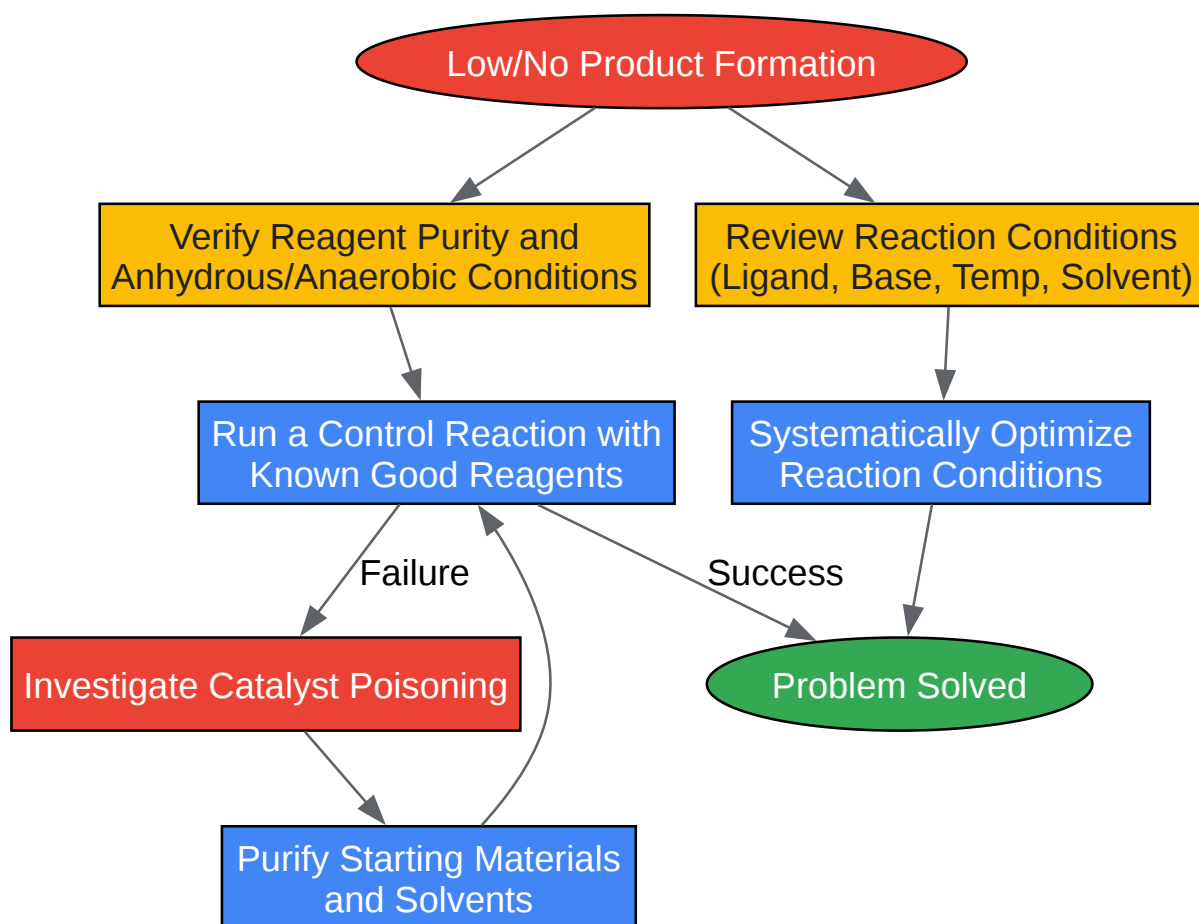 Low/No Product Formation
Verify Reagent Purity and
Anhydrous/Anaerobic Conditions
Review Reaction Conditions
(Ligand, Base, Temp, Solvent)
Run a Control Reaction with
Known Good Reagents
Systematically Optimize
Reaction Conditions
Failure
Success
Investigate Catalyst Poisoning
Problem Solved
Purify Starting Materials
and Solvents